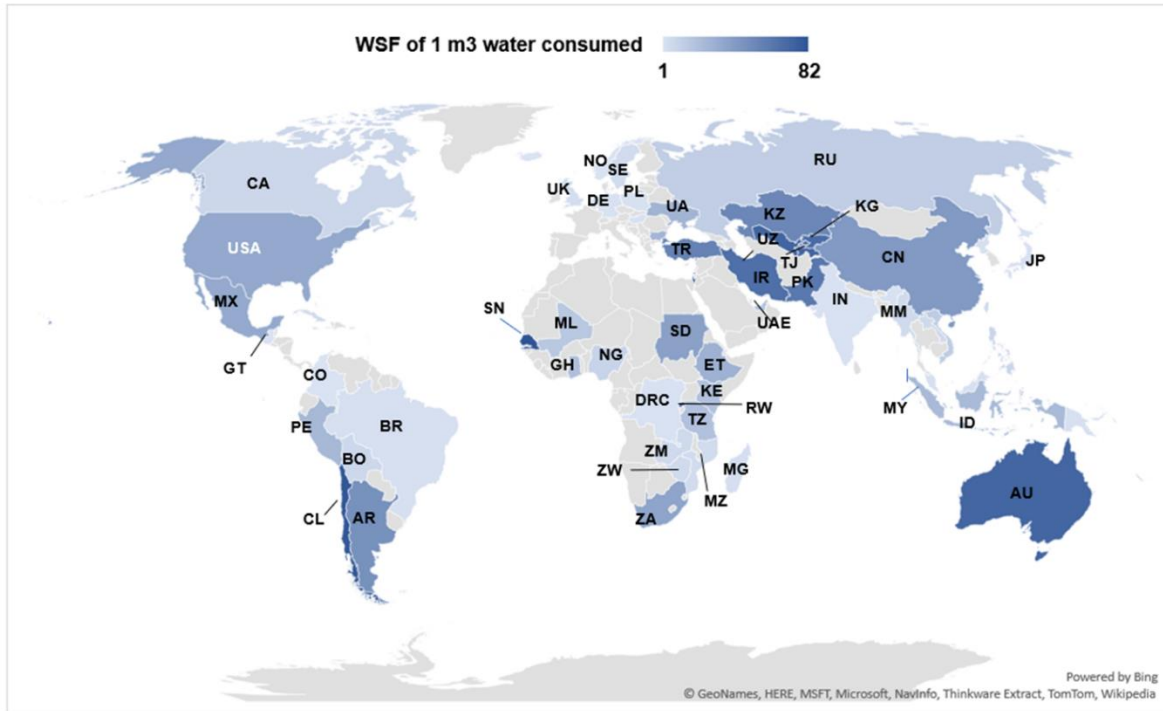 WSF of 1 m3 water consumed
1 82
RU
NO
SE
CA
UK
PL
DE
UA
KZ
KG
USA
TR
UZ
CN
JP
TJ
IR
PK
MX
IN
SN
ML
SD
MM
UAE
GT
GH
NG
ET
CO
KE
DRC
RW
MY
PE
BR
TZ
ID
BO
ZM
ZW
MG
AU
MZ
CL
AR
ZA
Powered by Bing
© GeoNames, HERE, MSFT, Microsoft, NavInfo, Thinkware Extract, TomTom, Wikipedia